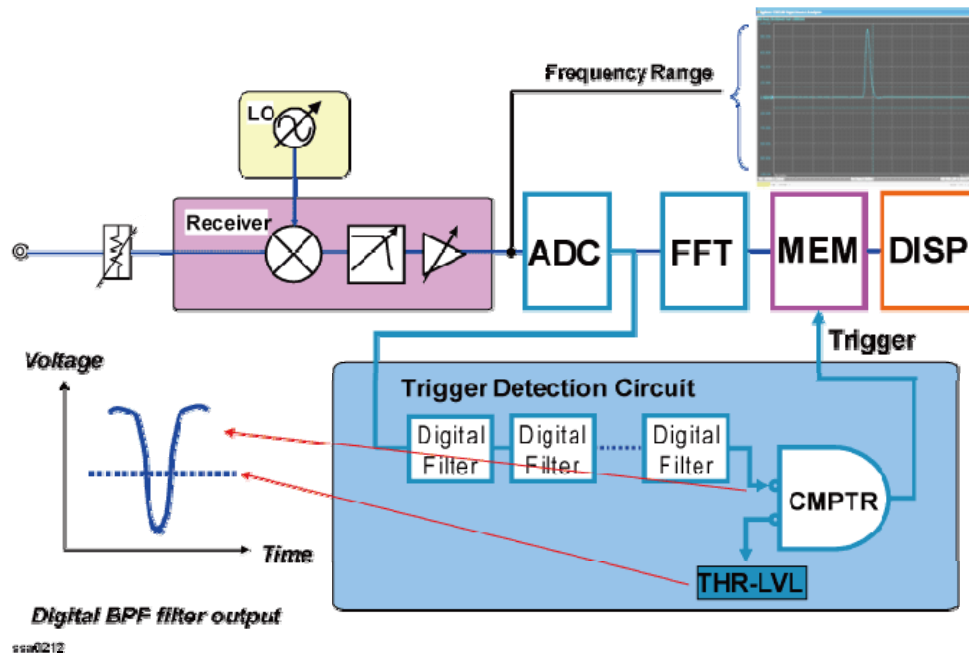 Frequency Range
LO
Receiver
ADC
FFT
MEM
DISP
Trigger
Voltage
Trigger Detection Circuit
Digital
Filter
Digital
Filter
Digital
Filter
CMPTR
THR-LVL
Time
Digital BPF filter output
ssa0212